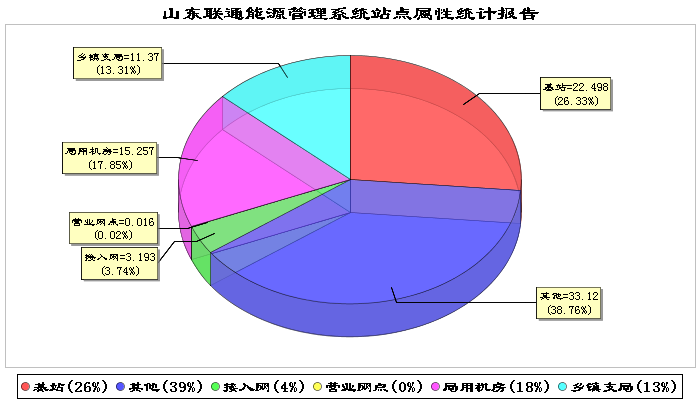 山东联通能源管理系统站点属性统计报告
乡镇支局=11.37
(13.31%)
基站=22.498
(26.33%)
局用机房=15.257
(17.85%)
营业网点=0.016
(0.02%)
接入网=3.193
(3.74%)
其他=33.12
(38.76%)
基站(26%) 其他(39%) 接入网(4%) 营业网点(0%) 局用机房(18%) 乡镇支局(13%)